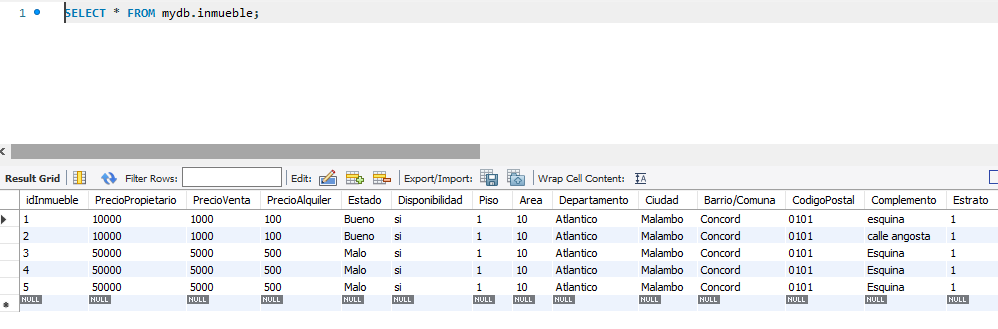 1 SELECT * FROM mydb.inmueble;
Result Grid Filter Rows: Edit: Export/Import: Wrap Cell Content:
idInmueble PrecioPropietario PrecioVenta PrecioAlquiler Estado Disponibilidad Piso Area Departamento Ciudad Barrio/Comuna CodigoPostal Complemento Estrato
1 10000 1000 100 Bueno si 1 10 Atlantico Malambo Concord 0101 esquina 1
2 10000 1000 100 Bueno si 1 10 Atlantico Malambo Concord 0101 calle angosta 1
3 50000 5000 500 Malo si 1 10 Atlantico Malambo Concord 0101 Esquina 1
4 50000 5000 500 Malo si 1 10 Atlantico Malambo Concord 0101 Esquina 1
5 50000 5000 500 Malo si 1 10 Atlantico Malambo Concord 0101 Esquina 1
NULL NULL NULL NULL NULL NULL NULL NULL NULL NULL NULL NULL NULL NULL